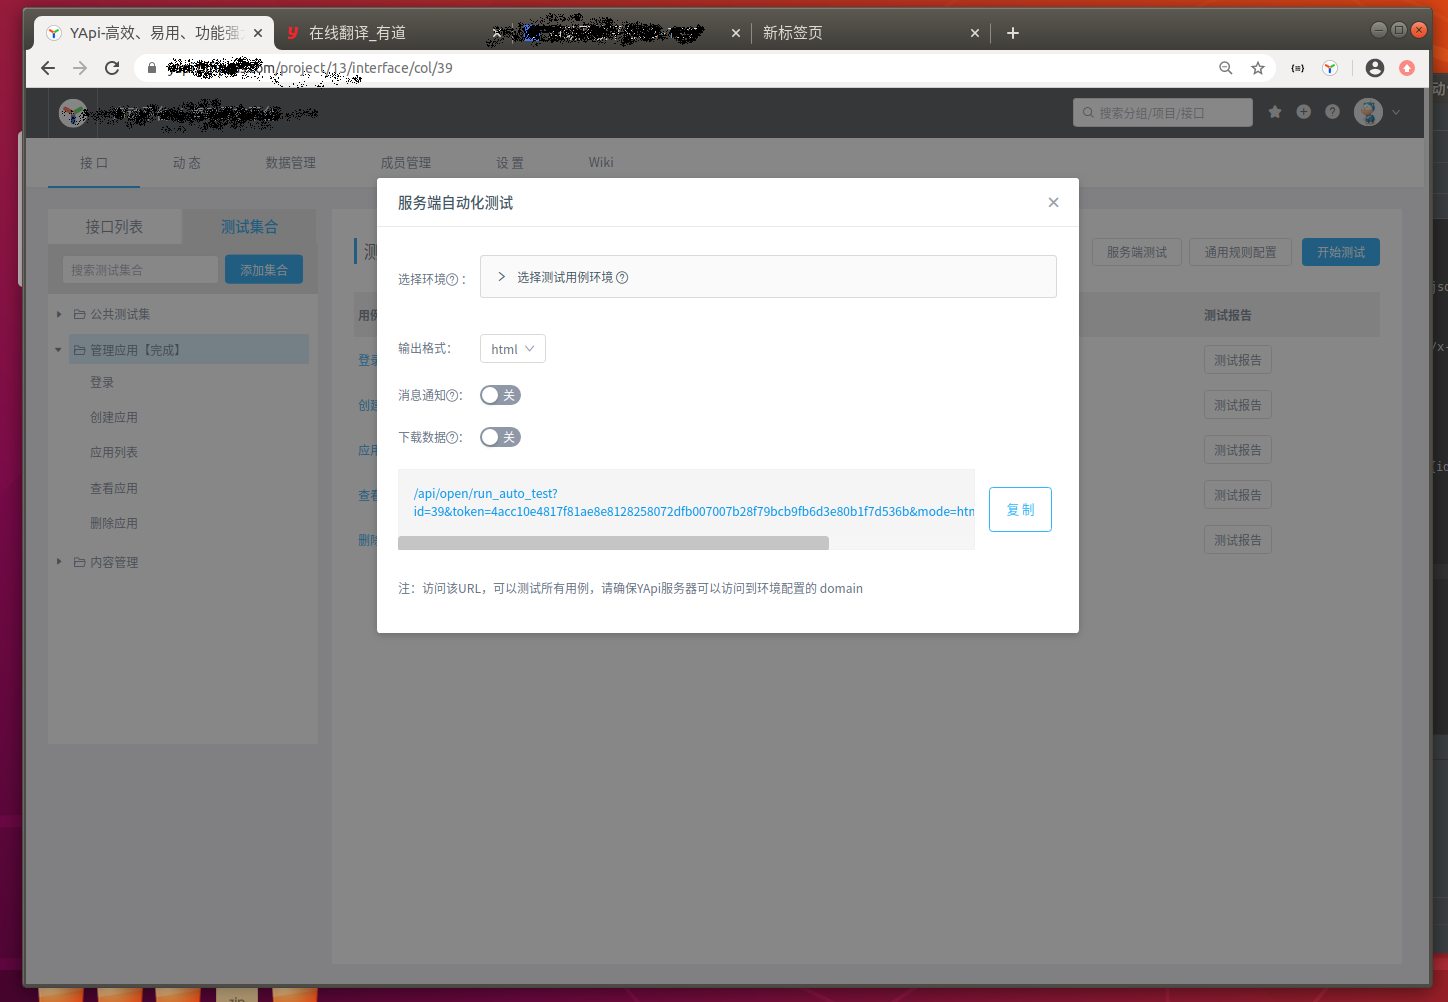 YApi-高效、易用、功能强
在线翻译_有道
新标签页
om/project/13/interface/col/39
搜索分组/项目/接口
接口
动态
数据管理
成员管理
设置
Wiki
服务端自动化测试
接口列表
测试集合
服务端测试
通用规则配置
开始测试
搜索测试集合
添加集合
选择环境?：
选择测试用例环境?
公共测试集
测试报告
管理应用【完成】
输出格式：
html
登录
测试报告
消息通知?：
关
创建应用
测试报告
下载数据?：
关
应用列表
测试报告
查看应用
测试报告
/api/open/run_auto_test?
id=39&token=4acc10e4817f81ae8e8128258072dfb007007b28f79bcb9fb6d3e80b1f7d536b&mode=htn
复制
删除应用
测试报告
内容管理
注：访问该URL，可以测试所有用例，请确保YApi服务器可以访问到环境配置的 domain
zip